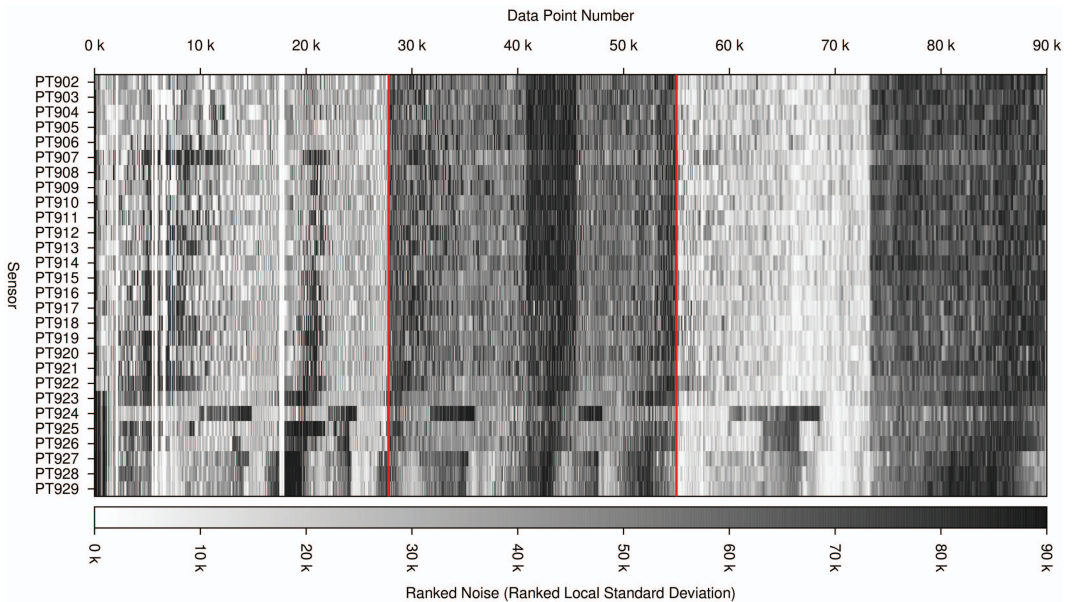 Data Point Number
0 k 10 k 20 k 30 k 40 k 50 k 60 k 70 k 80 k 90 k
Sensor
PT902
PT903
PT904
PT905
PT906
PT907
PT908
PT909
PT910
PT911
PT912
PT913
PT914
PT915
PT916
PT917
PT918
PT919
PT920
PT921
PT922
PT923
PT924
PT925
PT926
PT927
PT928
PT929
0 k 10 k 20 k 30 k 40 k 50 k 60 k 70 k 80 k 90 k
Ranked Noise (Ranked Local Standard Deviation)